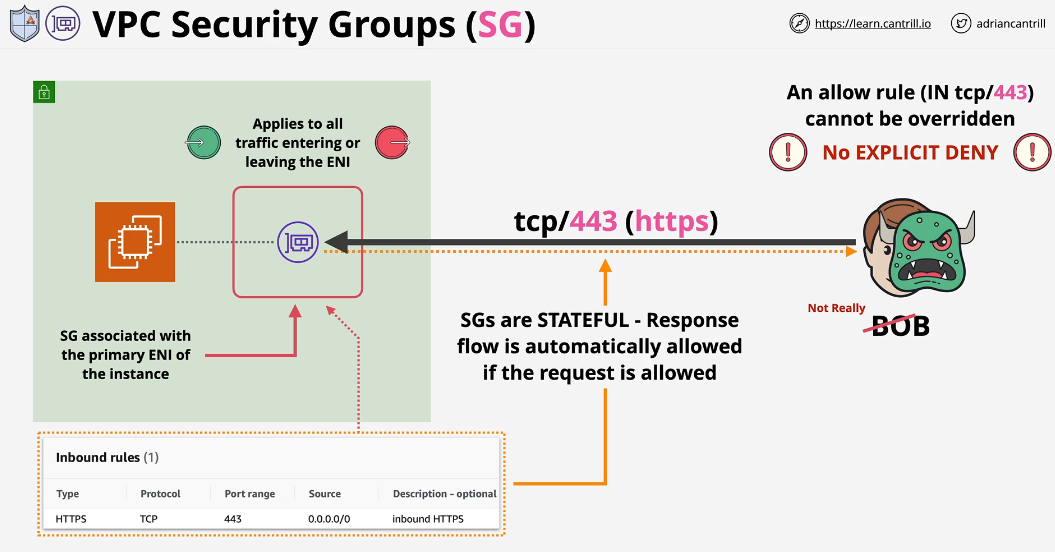 VPC Security Groups (SG)
https://learn.cantrill.io
adriancantrill
Applies to all
traffic entering or
leaving the ENI
An allow rule (IN tcp/443)
cannot be overridden
No EXPLICIT DENY
tcp/443 (https)
Not Really
BOB
SG associated with
the primary ENI of
the instance
SGs are STATEFUL - Response
flow is automatically allowed
if the request is allowed
Inbound rules (1)
Type Protocol Port range Source Description - optional
HTTPS TCP 443 0.0.0.0/0 inbound HTTPS